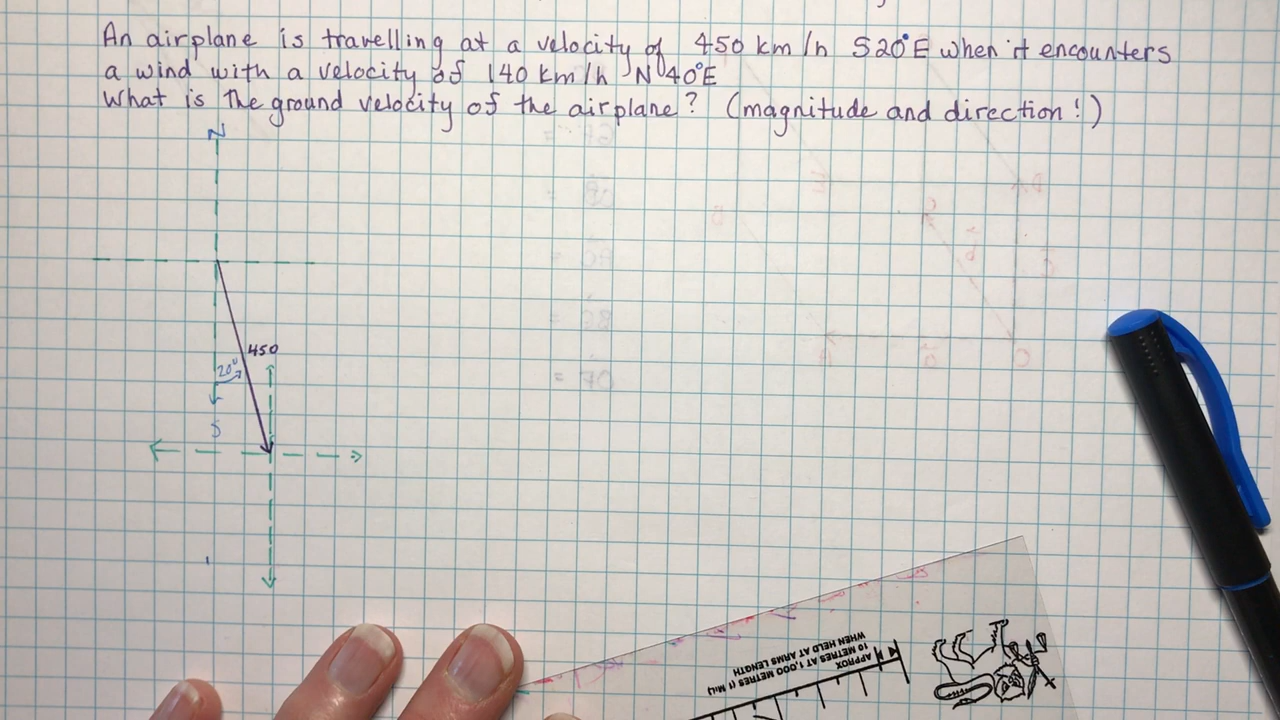 An airplane is travelling at a velocity of 450 km/h S20°E when it encounters
a wind with a velocity of 140 km/h N40°E
What is the ground velocity of the airplane? (magnitude and direction!)
N
450
20°
S
APPROX
10 METRES AT 1,000 METRES (1 Mil)
WHEN HELD AT ARMS LENGTH